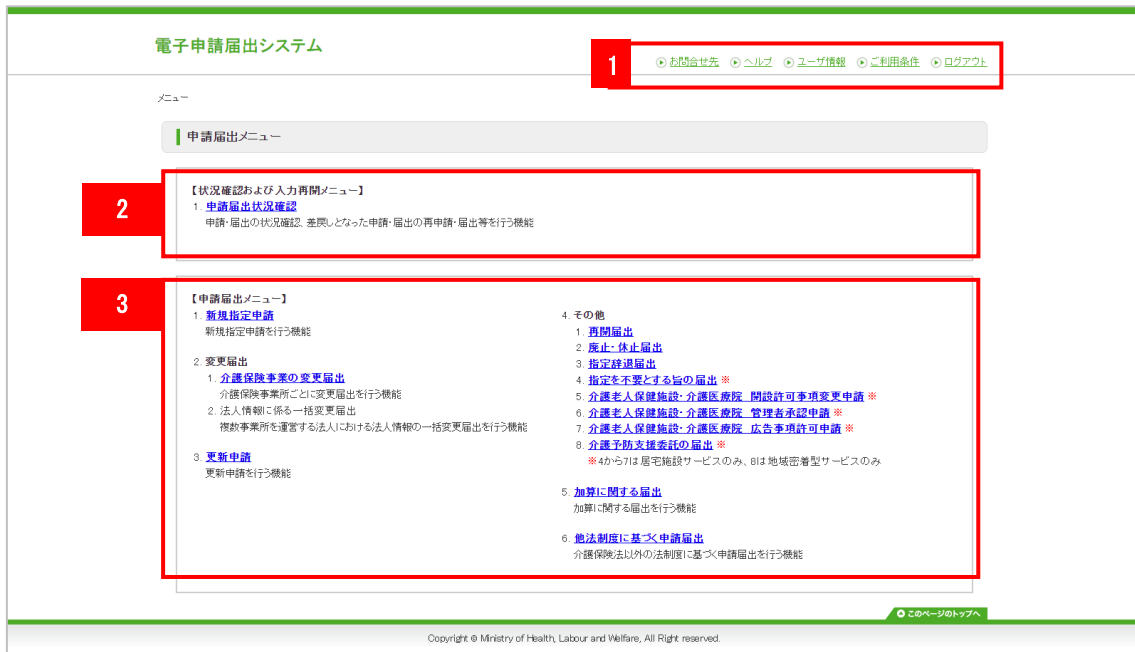 電子申請届出システム
1
お問合せ先 ヘルプ ユーザ情報 ご利用条件 ログアウト
メニュー
申請届出メニュー
2
【状況確認および入力再開メニュー】
1. 申請届出状況確認
申請・届出の状況確認、差戻しとなった申請・届出の再申請・届出等を行う機能
3
【申請届出メニュー】
1. 新規指定申請
新規指定申請を行う機能
2. 変更届出
1. 介護保険事業の変更届出
介護保険事業所ごとに変更届出を行う機能
2. 法人情報に係る一括変更届出
複数事業所を運営する法人における法人情報の一括変更届出を行う機能
3. 更新申請
更新申請を行う機能
4. その他
1. 再開届出
2. 廃止・休止届出
3. 指定辞退届出
4. 指定を不要とする旨の届出 ※
5. 介護老人保健施設・介護医療院 開設許可事項変更申請 ※
6. 介護老人保健施設・介護医療院 管理者承認申請 ※
7. 介護老人保健施設・介護医療院 広告事項許可申請 ※
8. 介護予防支援委託の届出 ※
※4から7は居宅施設サービスのみ、8は地域密着型サービスのみ
5. 加算に関する届出
加算に関する届出を行う機能
6. 他法制度に基づく申請届出
介護保険法以外の法制度に基づく申請届出を行う機能
このページのトップへ
Copyright © Ministry of Health, Labour and Welfare, All Right reserved.